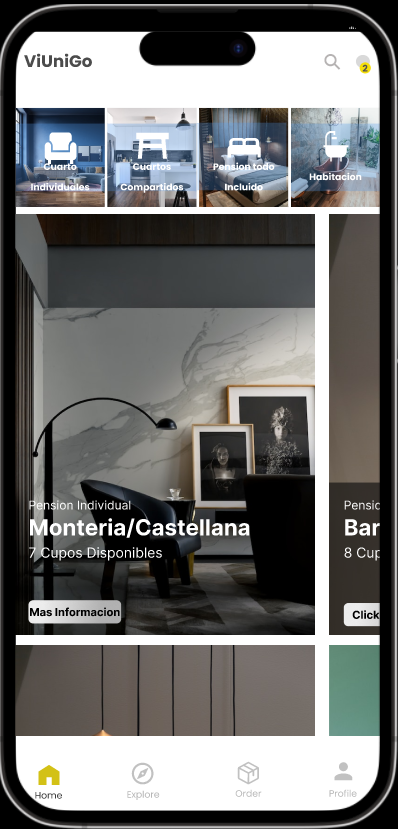 ViUniGo
2
Cuarto
Individuales
Cuartos
Compartidos
Pension todo
Incluido
Habitacion
Pension Individual
Monteria/Castellana
7 Cupos Disponibles
Mas Informacion
Pensic
Bar
8 Cup
Click
Home
Explore
Order
Profile